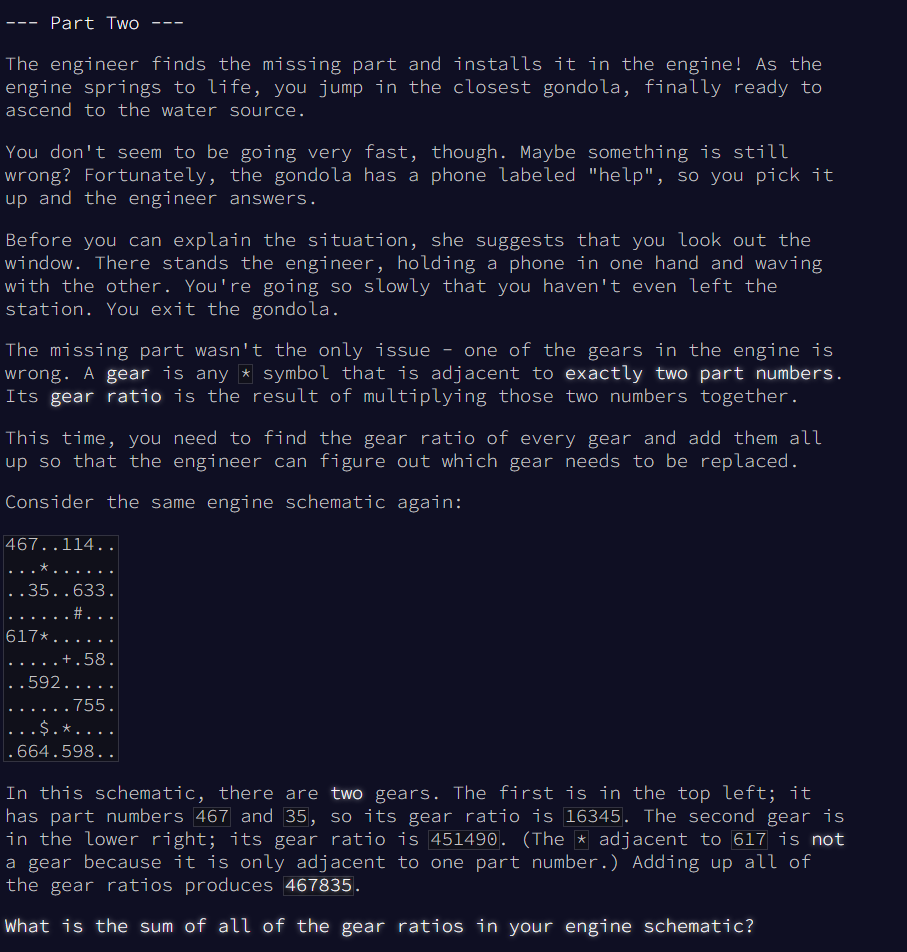 --- Part Two ---
The engineer finds the missing part and installs it in the engine! As the
engine springs to life, you jump in the closest gondola, finally ready to
ascend to the water source.
You don't seem to be going very fast, though. Maybe something is still
wrong? Fortunately, the gondola has a phone labeled "help", so you pick it
up and the engineer answers.
Before you can explain the situation, she suggests that you look out the
window. There stands the engineer, holding a phone in one hand and waving
with the other. You're going so slowly that you haven't even left the
station. You exit the gondola.
The missing part wasn't the only issue - one of the gears in the engine is
wrong. A gear is any * symbol that is adjacent to exactly two part numbers.
Its gear ratio is the result of multiplying those two numbers together.
This time, you need to find the gear ratio of every gear and add them all
up so that the engineer can figure out which gear needs to be replaced.
Consider the same engine schematic again:
467..114..
...*......
..35..633.
......#...
617*......
.....+.58.
..592.....
......755.
...$.*....
.664.598..
In this schematic, there are two gears. The first is in the top left; it
has part numbers 467 and 35, so its gear ratio is 16345. The second gear is
in the lower right; its gear ratio is 451490. (The * adjacent to 617 is not
a gear because it is only adjacent to one part number.) Adding up all of
the gear ratios produces 467835.
What is the sum of all of the gear ratios in your engine schematic?